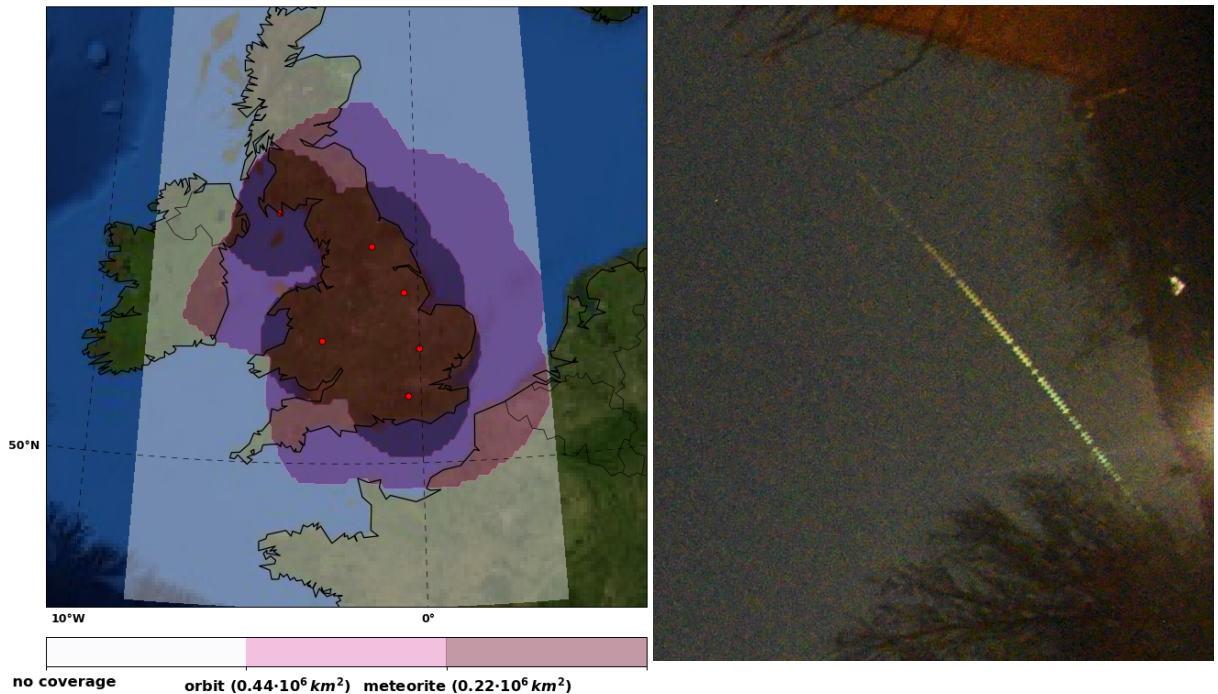 50°N
10°W 0°
no coverage orbit (0.44·10⁶ km²) meteorite (0.22·10⁶ km²)